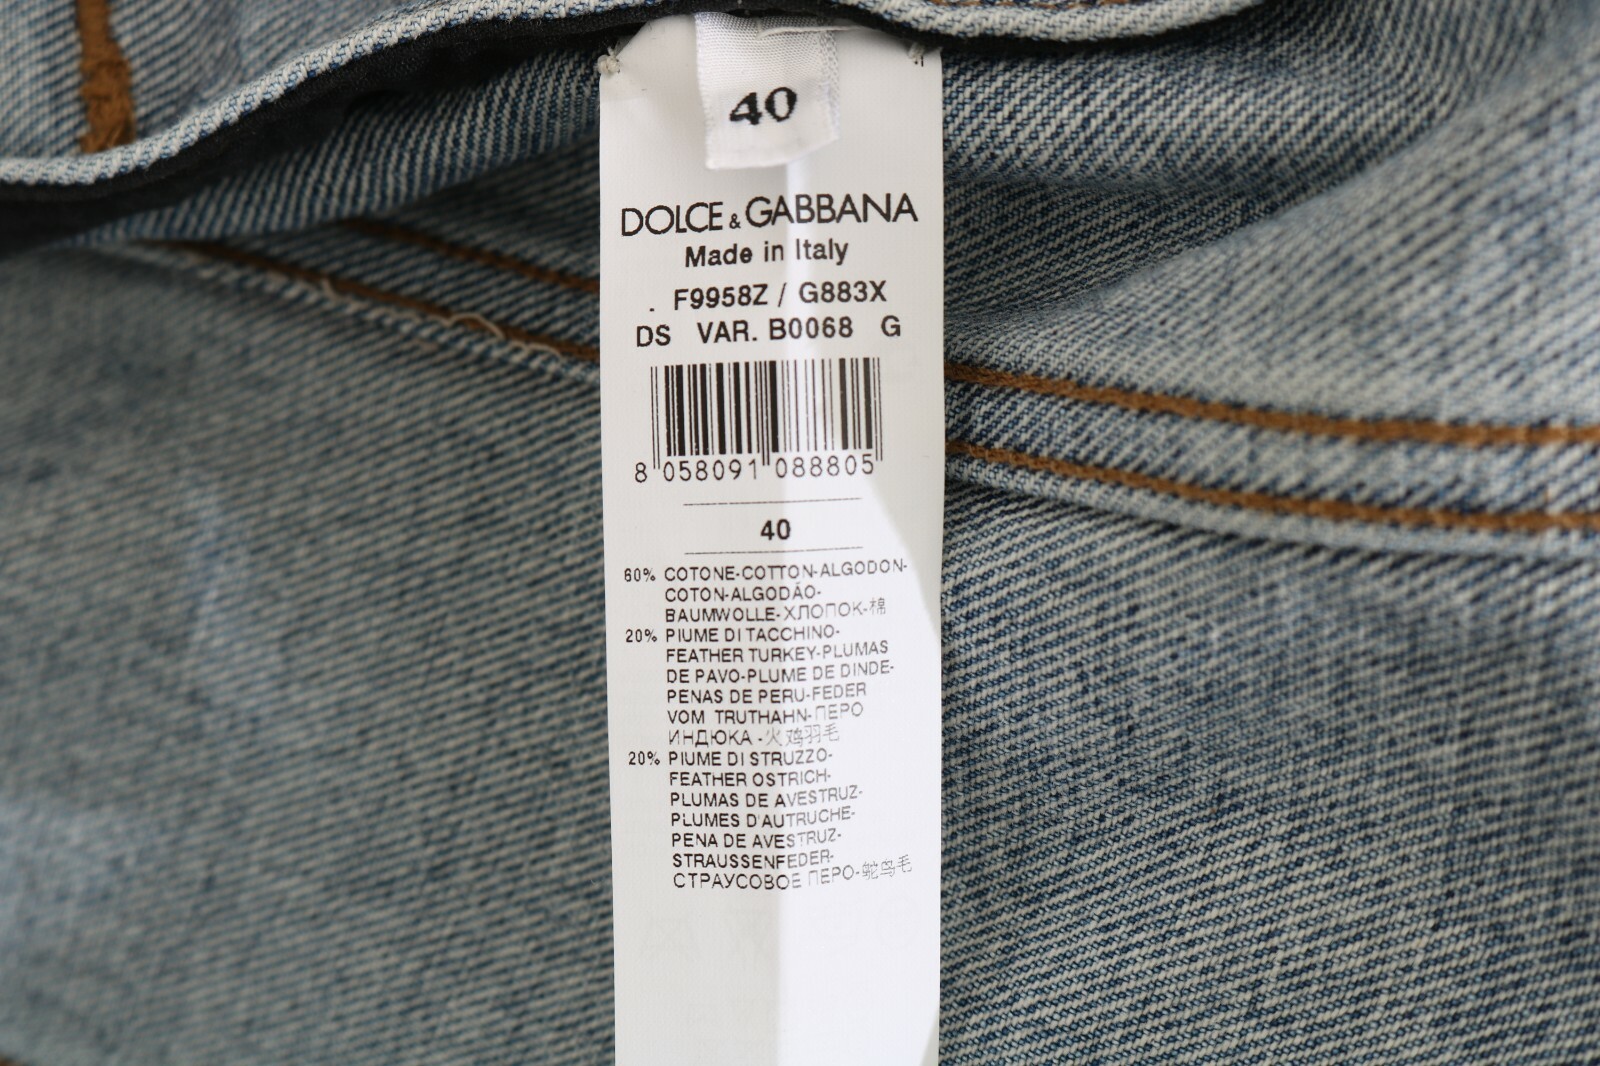 40
DOLCE & GABBANA
Made in Italy
. F9958Z / G883X
DS VAR. B0068 G
8 058091 088805
40
60% COTONE-COTTON-ALGODON-
COTON-ALGODÃO-
BAUMWOLLE-ХЛОПОК-棉
20% PIUME DI TACCHINO-
FEATHER TURKEY-PLUMAS
DE PAVO-PLUME DE DINDE-
PENAS DE PERU-FEDER
VOM TRUTHAHN-ПЕРО
ИНДЮКА-火鸡羽毛
20% PIUME DI STRUZZO-
FEATHER OSTRICH-
PLUMAS DE AVESTRUZ-
PLUMES D'AUTRUCHE-
PENA DE AVESTRUZ-
STRAUSSENFEDER-
СТРАУСОВОЕ ПЕРО-鸵鸟毛